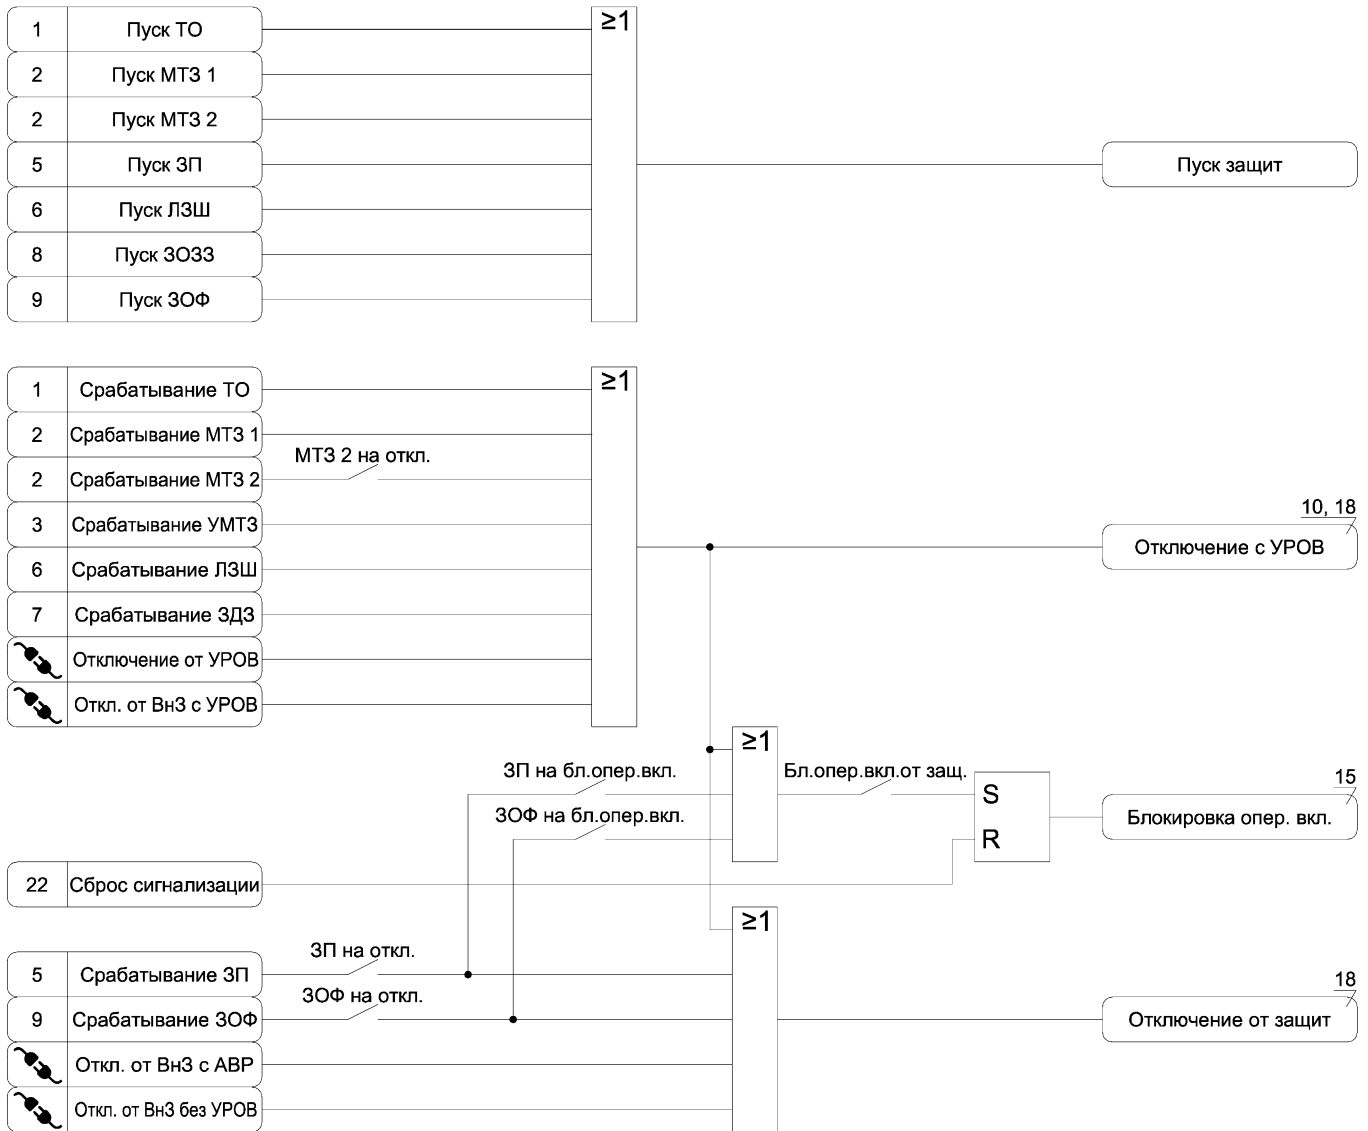 1 Пуск ТО
≥1
2 Пуск МТЗ 1
2 Пуск МТЗ 2
5 Пуск ЗП
Пуск защит
6 Пуск ЛЗШ
8 Пуск ЗОЗЗ
9 Пуск ЗОФ
1 Срабатывание ТО
≥1
2 Срабатывание МТЗ 1
МТЗ 2 на откл.
2 Срабатывание МТЗ 2
10, 18
3 Срабатывание УМТЗ
Отключение с УРОВ
6 Срабатывание ЛЗШ
7 Срабатывание ЗДЗ
Отключение от УРОВ
Откл. от ВнЗ с УРОВ
≥1
ЗП на бл.опер.вкл.
Бл.опер.вкл.от защ.
15
S
ЗОФ на бл.опер.вкл.
Блокировка опер. вкл.
R
22 Сброс сигнализации
≥1
ЗП на откл.
5 Срабатывание ЗП
18
ЗОФ на откл.
9 Срабатывание ЗОФ
Отключение от защит
Откл. от ВнЗ с АВР
Откл. от ВнЗ без УРОВ